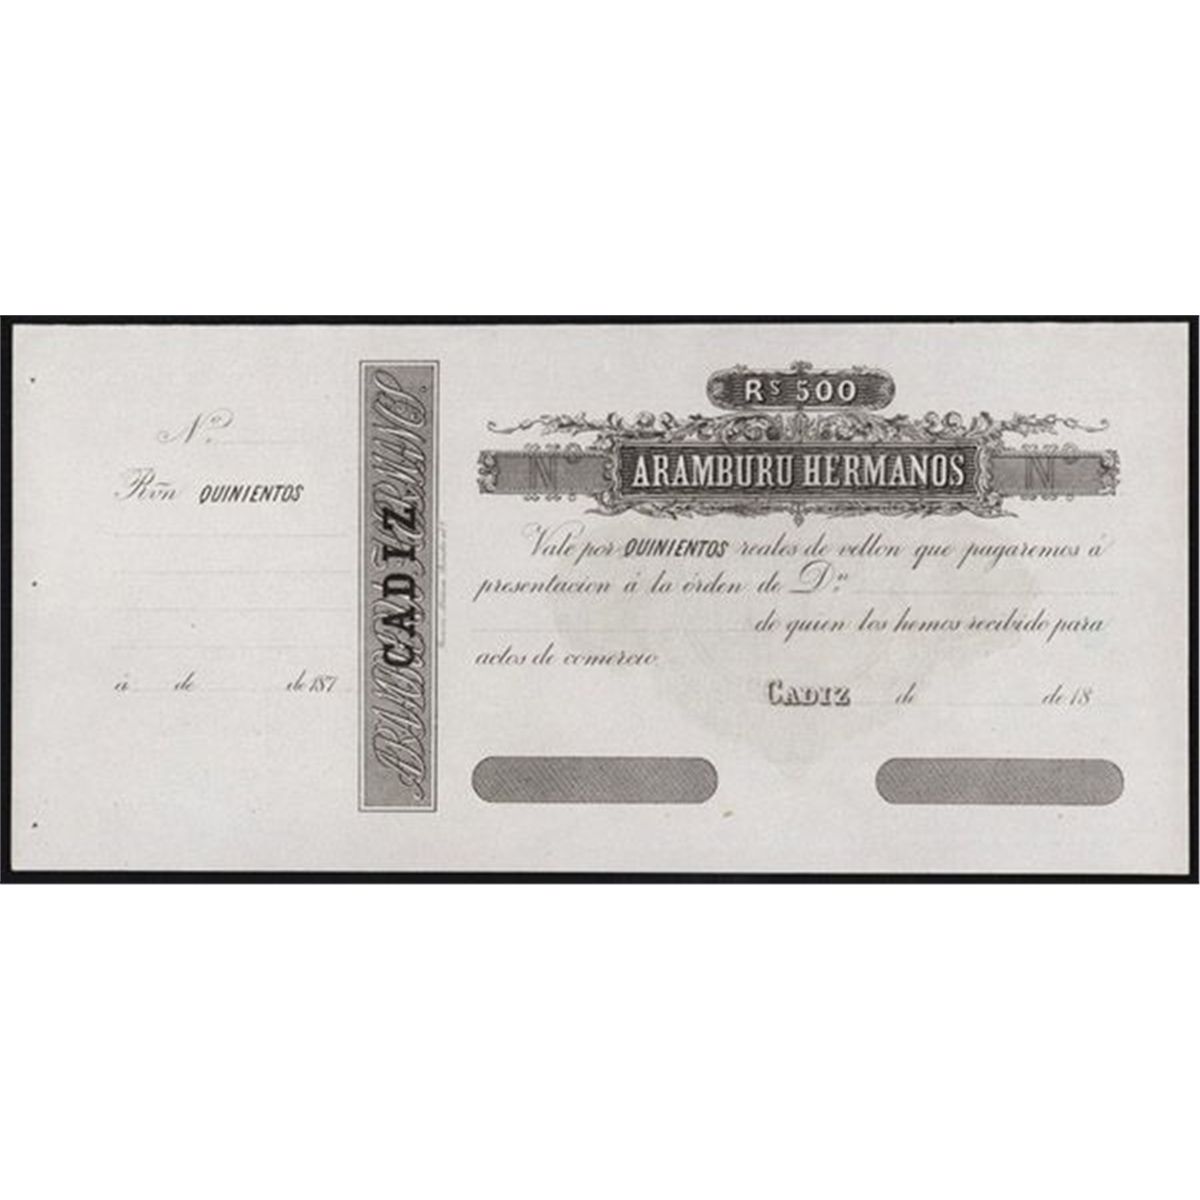 Nº
Rvn QUINIENTOS
á de de 187
ARAMBURU HERMANOS.
CADIZ
Rs 500
Nº ARAMBURU HERMANOS Nº
Vale por QUINIENTOS reales de vellon que pagaremos á
presentacion á la órden de Dn.
de quien los hemos recibido para
actos de comercio.
CADIZ de de 18